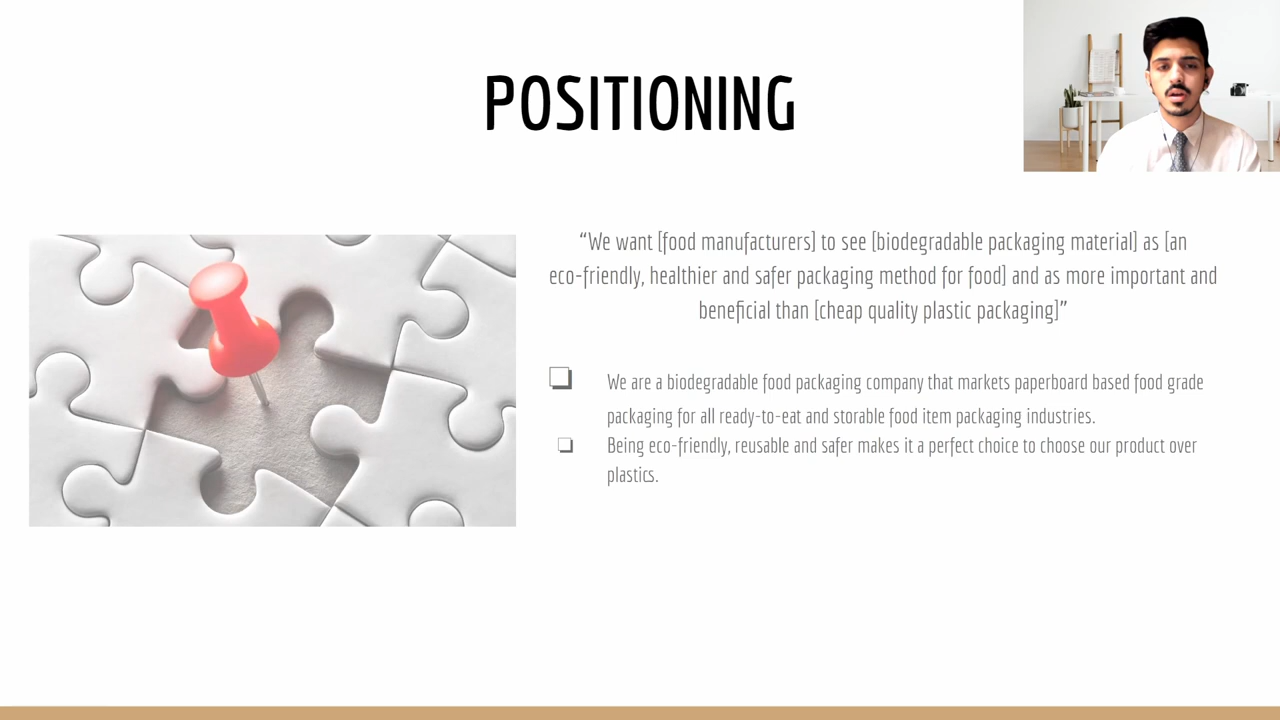 POSITIONING
“We want [food manufacturers] to see [biodegradable packaging material] as [an
eco-friendly, healthier and safer packaging method for food] and as more important and
beneficial than [cheap quality plastic packaging]”
We are a biodegradable food packaging company that markets paperboard based food grade
packaging for all ready-to-eat and storable food item packaging industries.
Being eco-friendly, reusable and safer makes it a perfect choice to choose our product over
plastics.